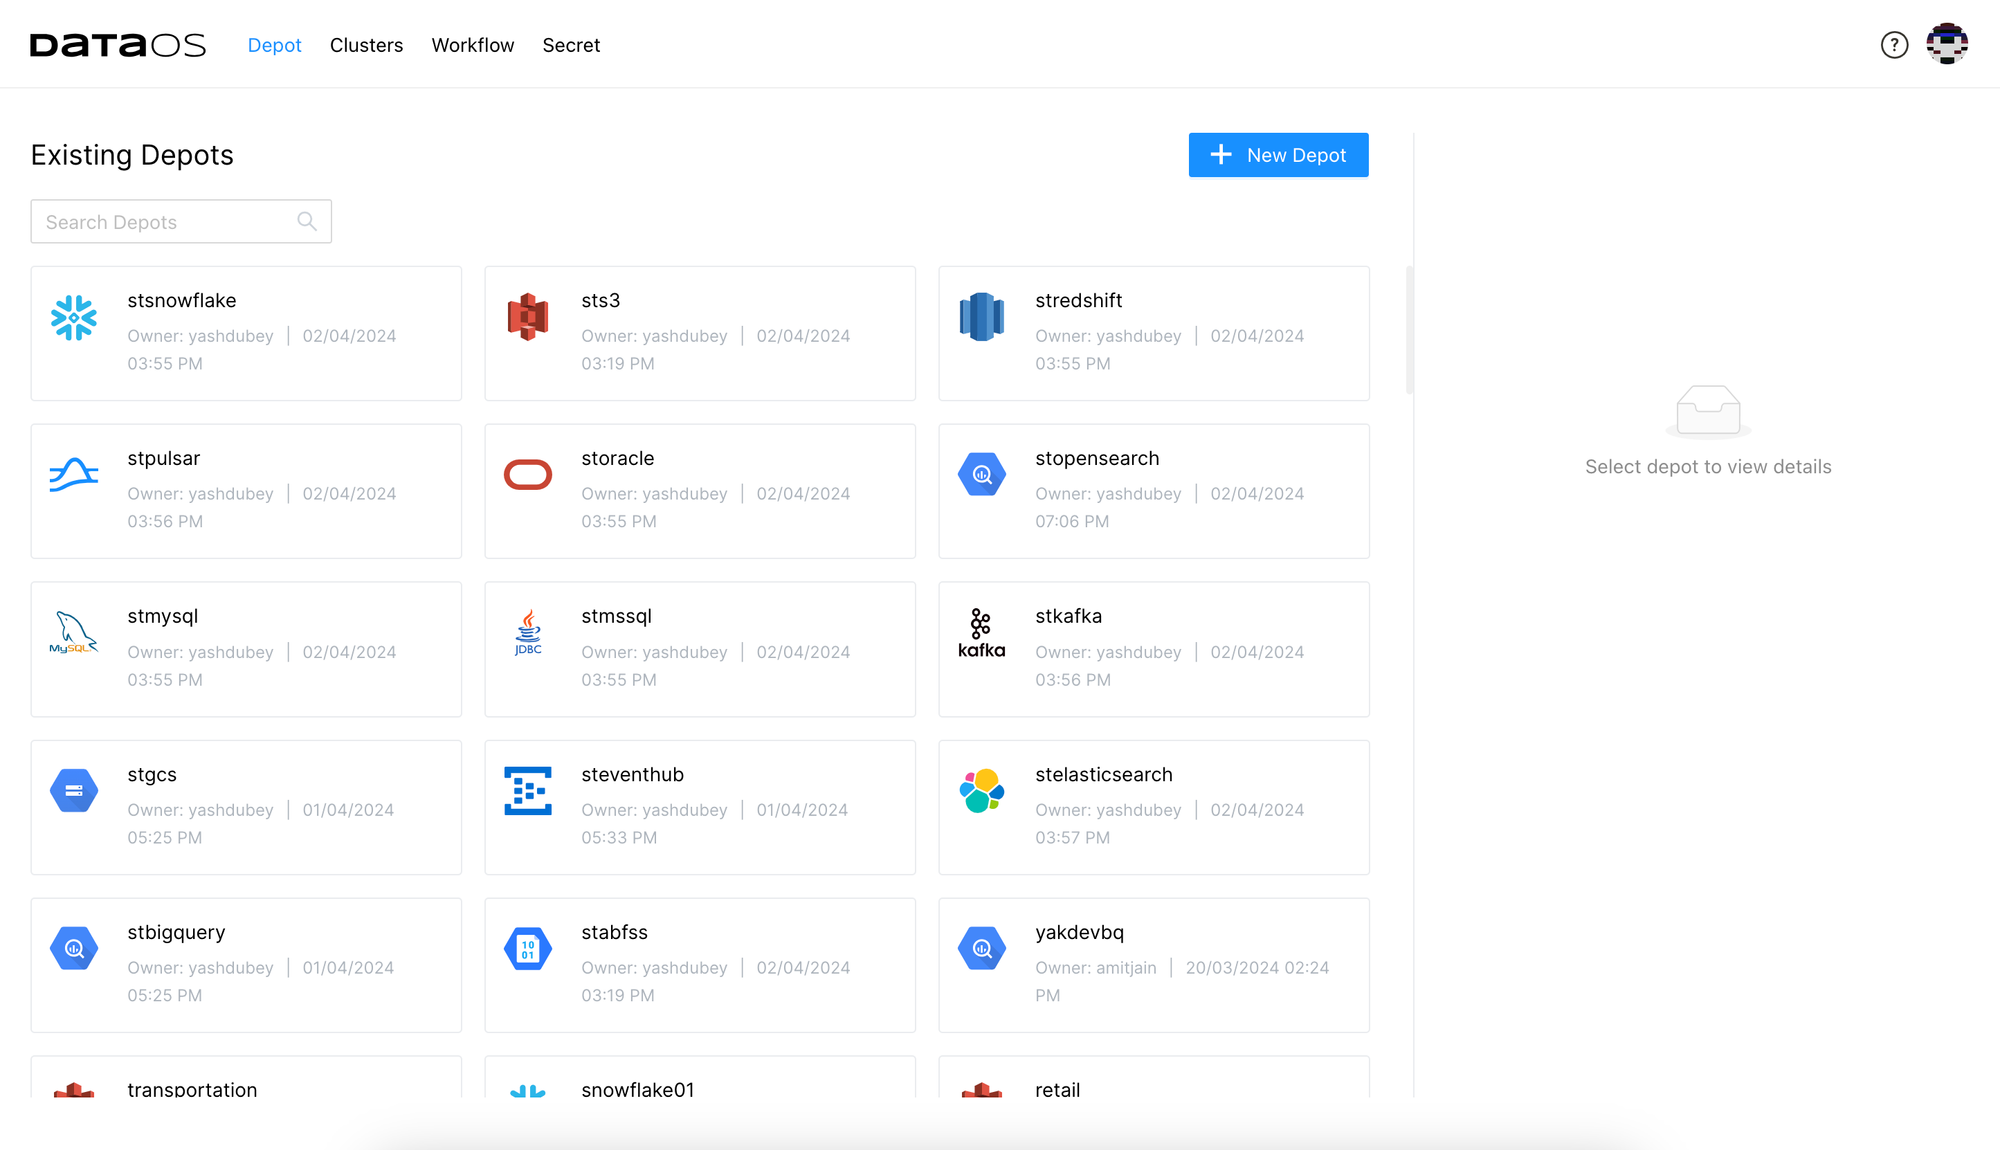 DATAOS Depot Clusters Workflow Secret ?
Existing Depots
+ New Depot
Search Depots
stsnowflake
Owner: yashdubey | 02/04/2024
03:55 PM
sts3
Owner: yashdubey | 02/04/2024
03:19 PM
stredshift
Owner: yashdubey | 02/04/2024
03:55 PM
Select depot to view details
stpulsar
Owner: yashdubey | 02/04/2024
03:56 PM
storacle
Owner: yashdubey | 02/04/2024
03:55 PM
stopensearch
Owner: yashdubey | 02/04/2024
07:06 PM
MySQL
stmysql
Owner: yashdubey | 02/04/2024
03:55 PM
JDBC
stmssql
Owner: yashdubey | 02/04/2024
03:55 PM
kafka
stkafka
Owner: yashdubey | 02/04/2024
03:56 PM
stgcs
Owner: yashdubey | 01/04/2024
05:25 PM
steventhub
Owner: yashdubey | 01/04/2024
05:33 PM
stelasticsearch
Owner: yashdubey | 02/04/2024
03:57 PM
stbigquery
Owner: yashdubey | 01/04/2024
05:25 PM
10
01
stabfss
Owner: yashdubey | 02/04/2024
03:19 PM
yakdevbq
Owner: amitjain | 20/03/2024 02:24
PM
transportation
snowflake01
retail